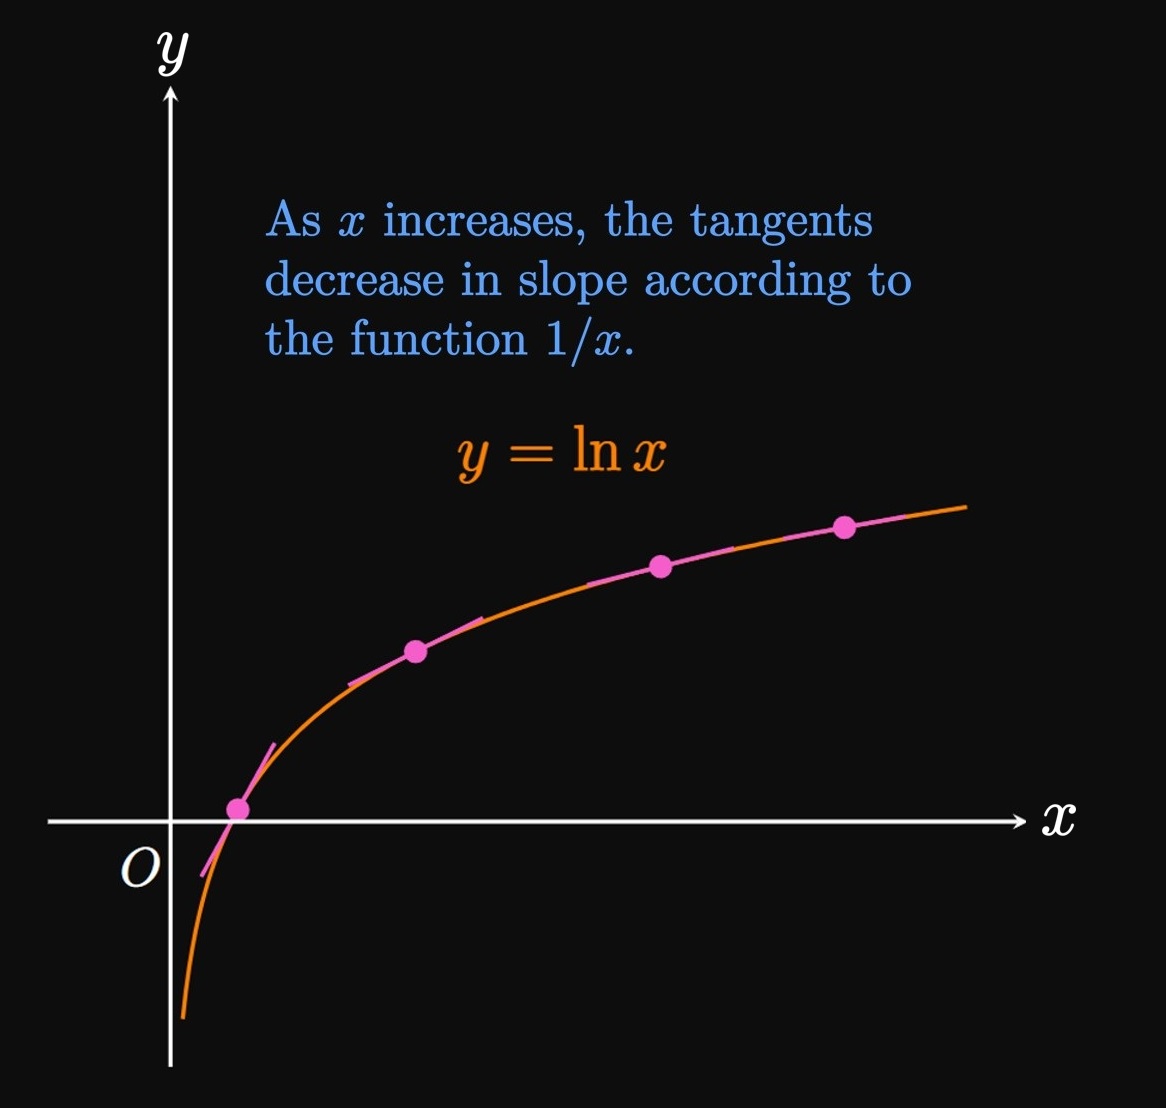 y
As x increases, the tangents
decrease in slope according to
the function 1/x.
y = ln x
x
O